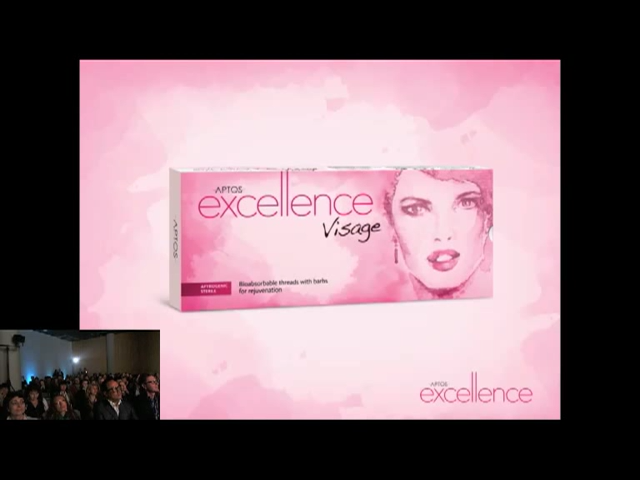 APTOS
excellence
Visage
APTOS
Bioabsorbable threads with barbs
for rejuvenation
APTOS
excellence